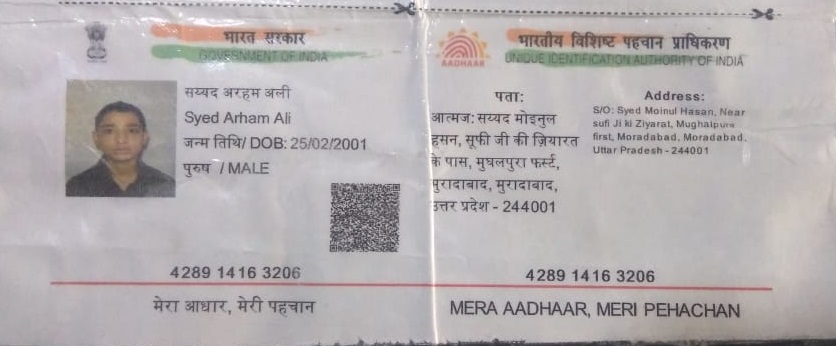 भारत सरकार
GOVERNMENT OF INDIA
सय्यद अरहम अली
Syed Arham Ali
जन्म तिथि/ DOB: 25/02/2001
पुरुष / MALE
4289 1416 3206
मेरा आधार, मेरी पहचान
AADHAAR
भारतीय विशिष्ट पहचान प्राधिकरण
UNIQUE IDENTIFICATION AUTHORITY OF INDIA
पता:
आत्मज: सय्यद मोइनुल
हसन, सूफी जी की ज़ियारत
के पास, मुघलपुरा फर्स्ट,
मुरादाबाद, मुरादाबाद,
उत्तर प्रदेश - 244001
Address:
S/O: Syed Moinul Hasan, Near
sufi Ji ki Ziyarat, Mughalpura
first, Moradabad, Moradabad,
Uttar Pradesh - 244001
4289 1416 3206
MERA AADHAAR, MERI PEHACHAN